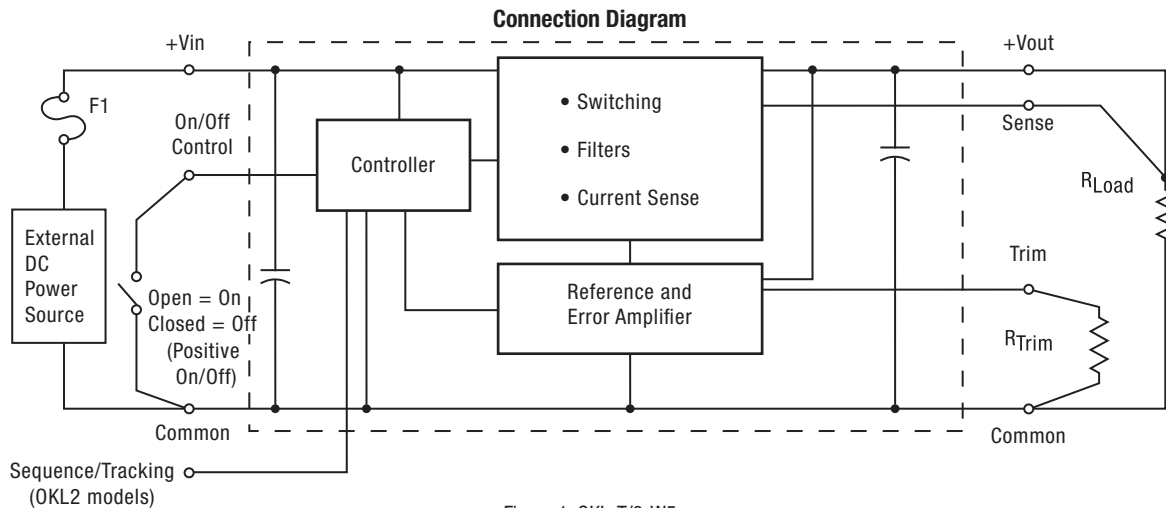 Connection Diagram
+Vin
+Vout
F1
On/Off
Control
Controller
• Switching
• Filters
• Current Sense
Sense
RLoad
External
DC
Power
Source
Open = On
Closed = Off
(Positive
On/Off)
Reference and
Error Amplifier
Trim
RTrim
Common
Common
Sequence/Tracking
(OKL2 models)